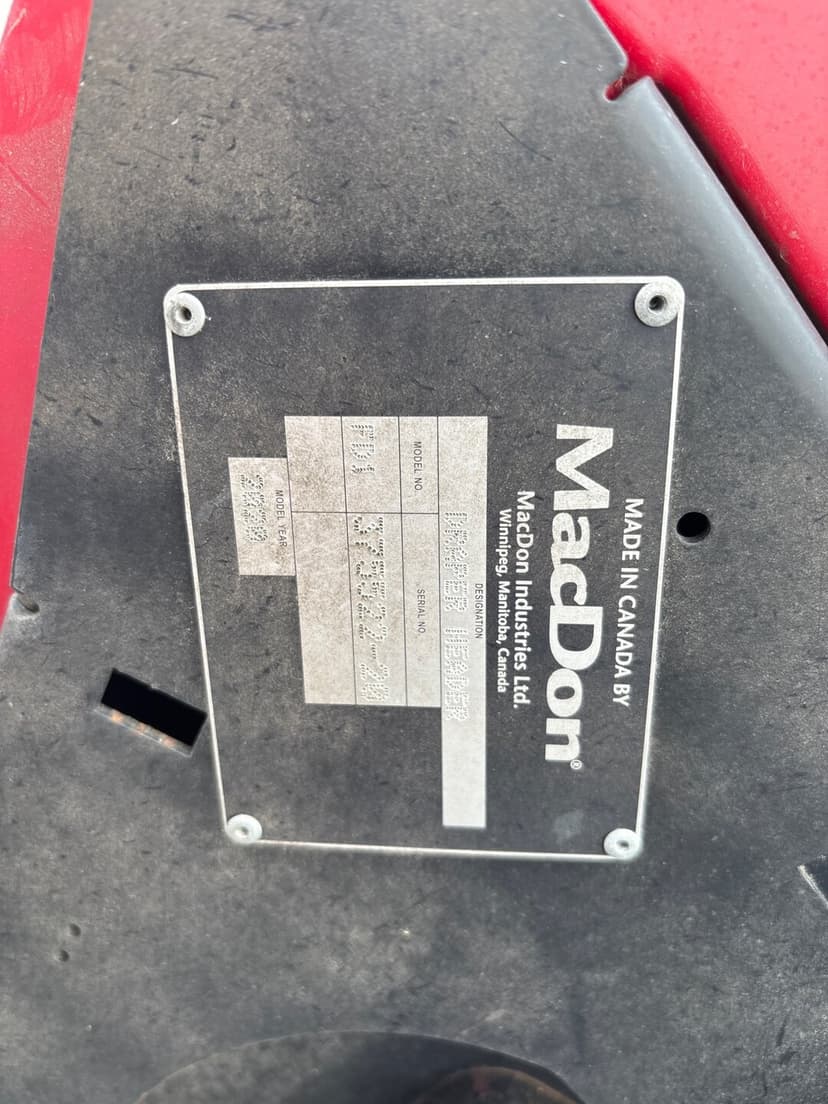 MADE IN CANADA BY
MacDon®
MacDon Industries Ltd.
Winnipeg, Manitoba, Canada
DESIGNATION
DRAPER HEADER
MODEL NO.
SERIAL NO.
FD1
MODEL YEAR